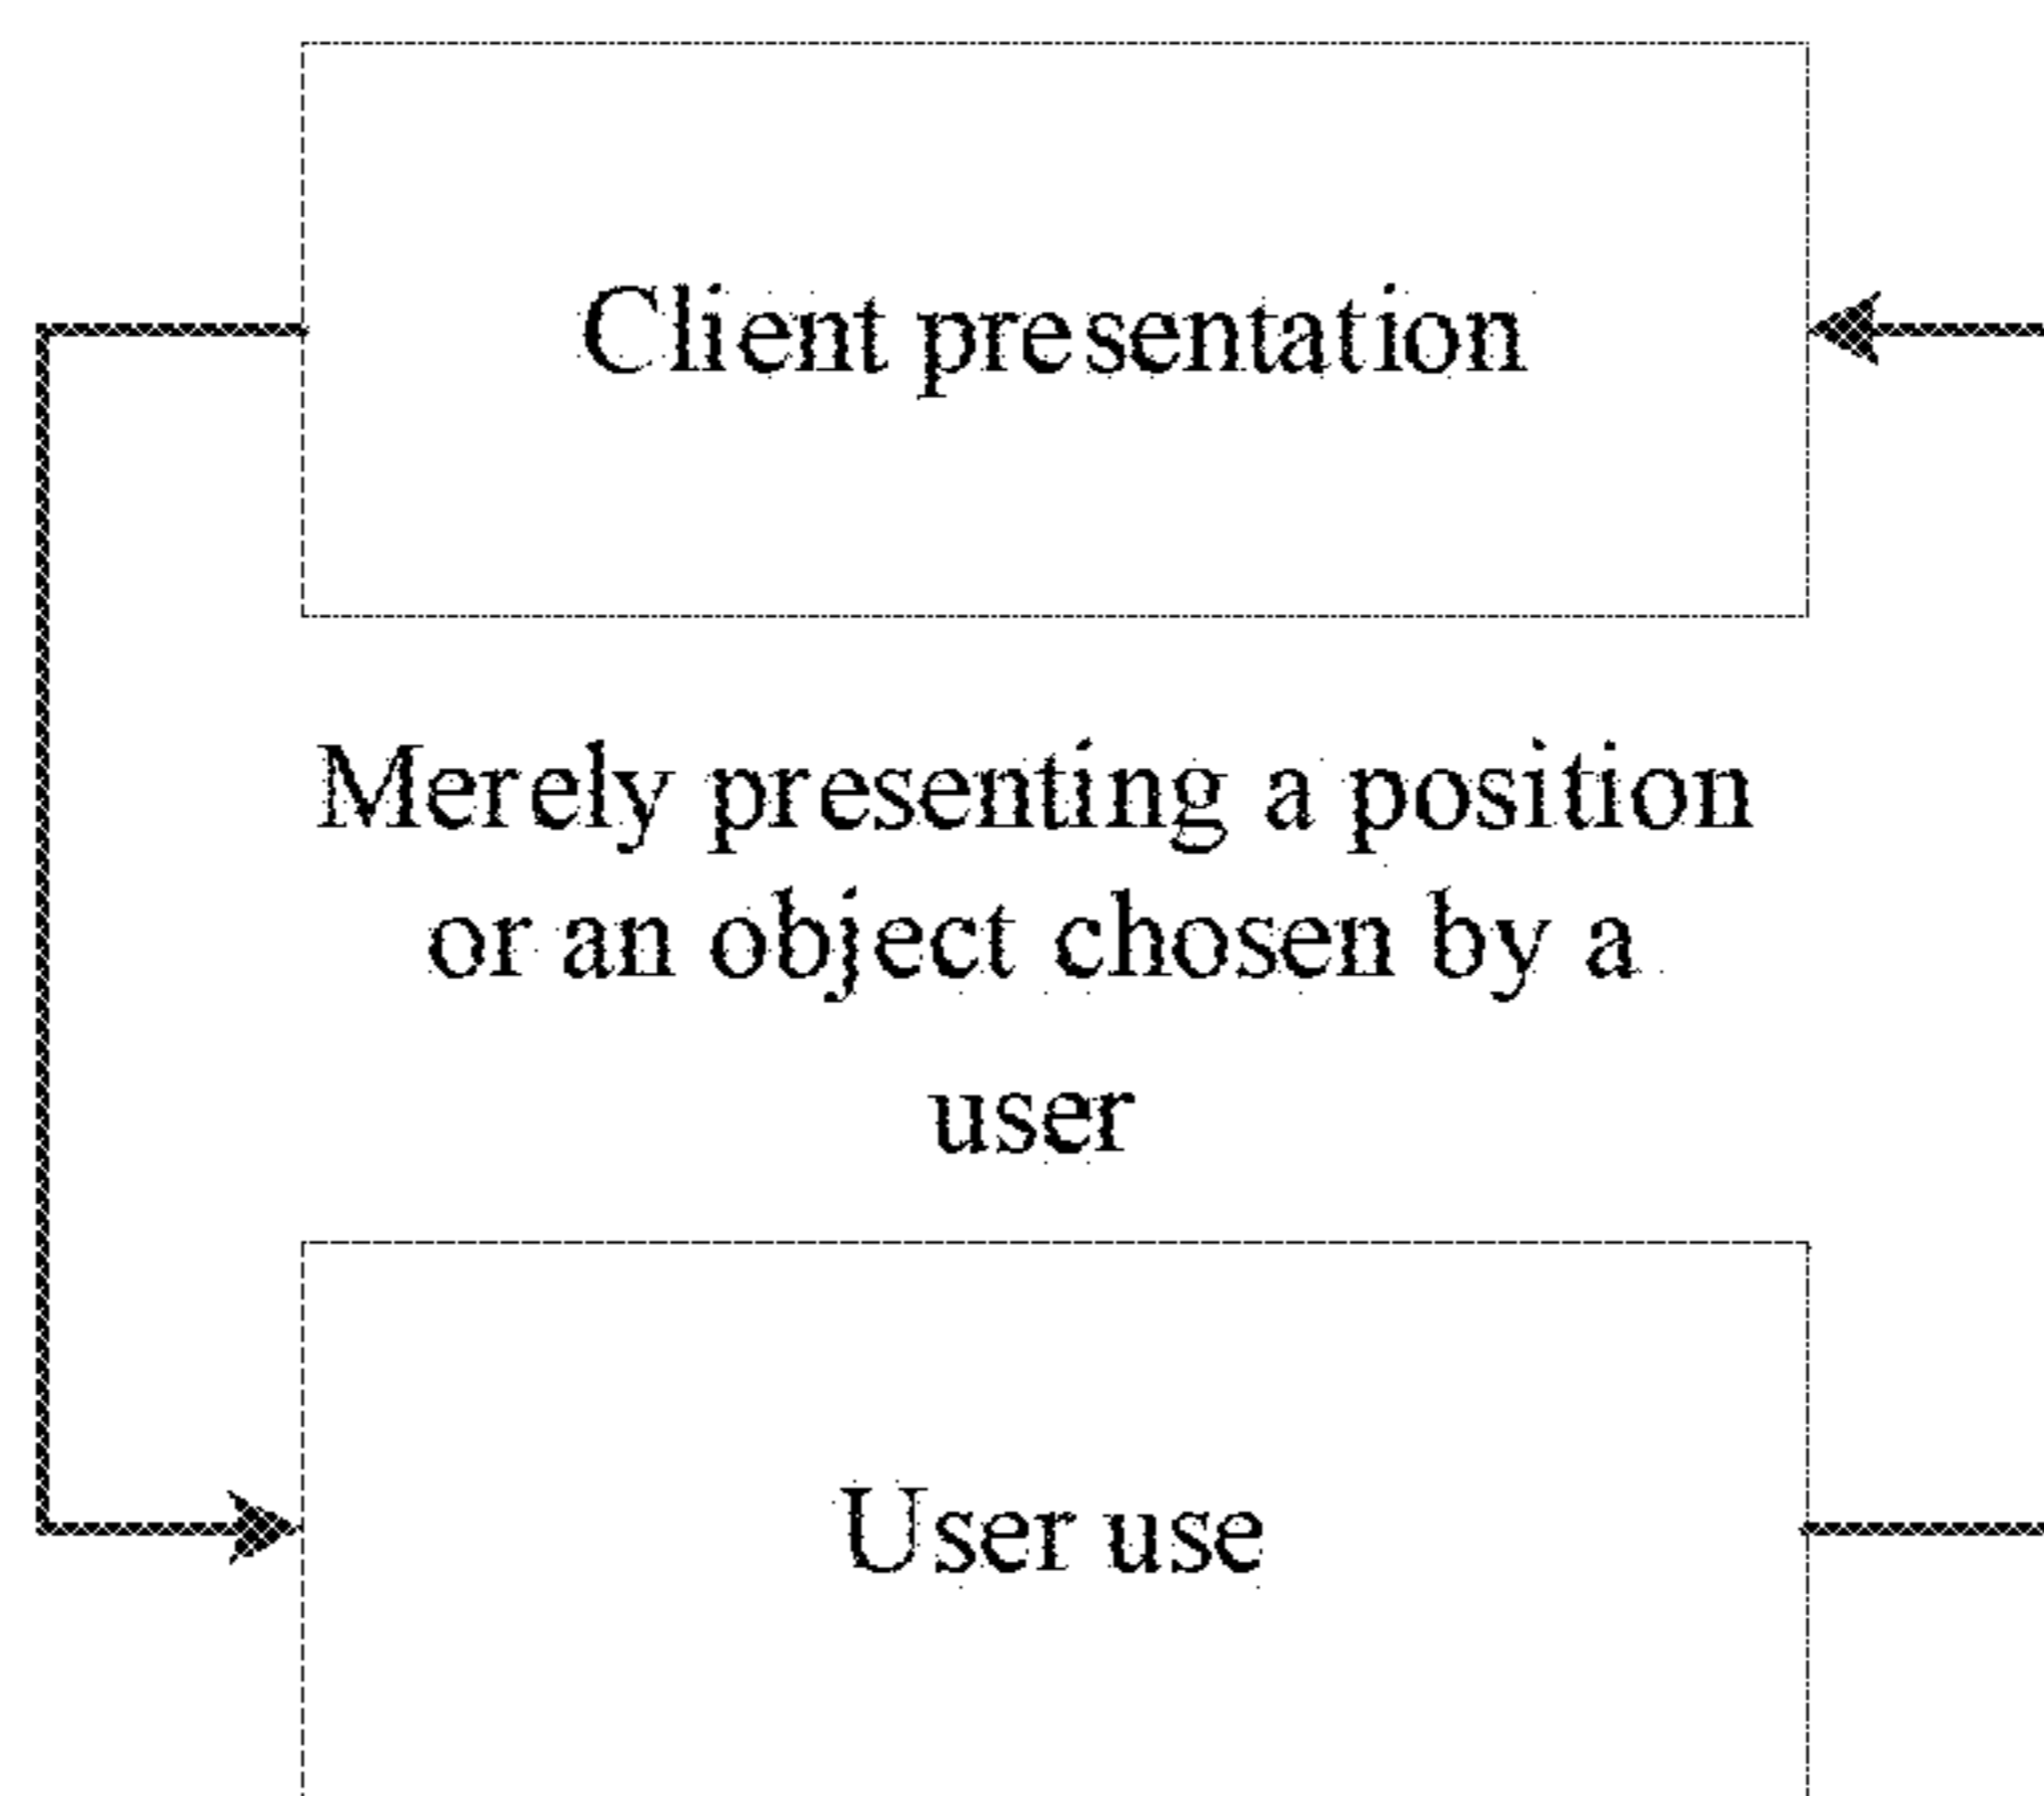 Client presentation
Merely presenting a position
or an object chosen by a
user
User use